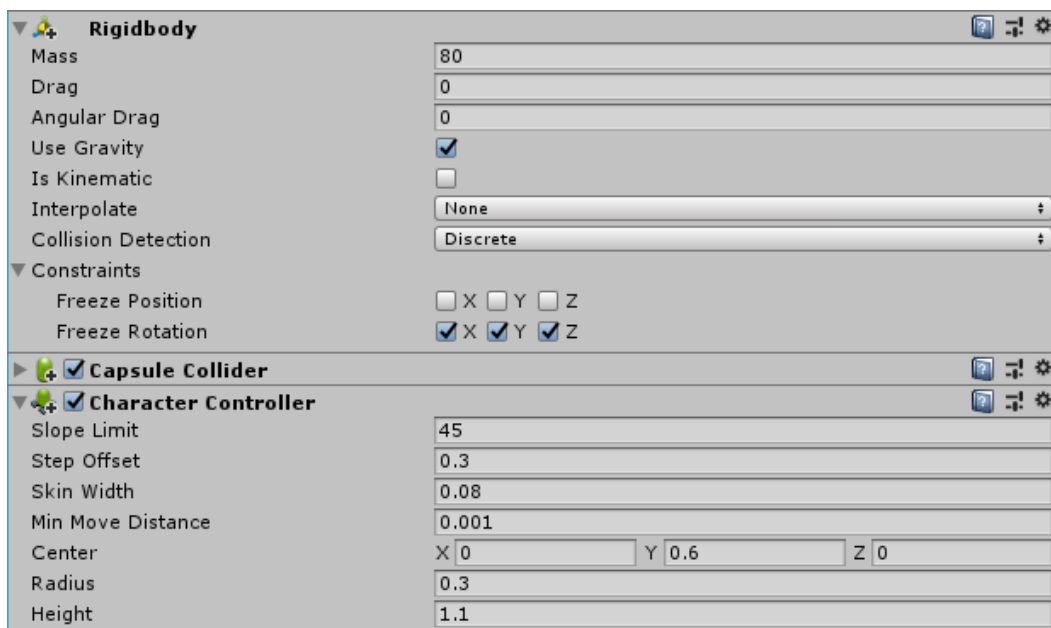 Rigidbody
Mass 80
Drag 0
Angular Drag 0
Use Gravity
Is Kinematic
Interpolate None
Collision Detection Discrete
Constraints
Freeze Position X Y Z
Freeze Rotation X Y Z
Capsule Collider
Character Controller
Slope Limit 45
Step Offset 0.3
Skin Width 0.08
Min Move Distance 0.001
Center X 0 Y 0.6 Z 0
Radius 0.3
Height 1.1